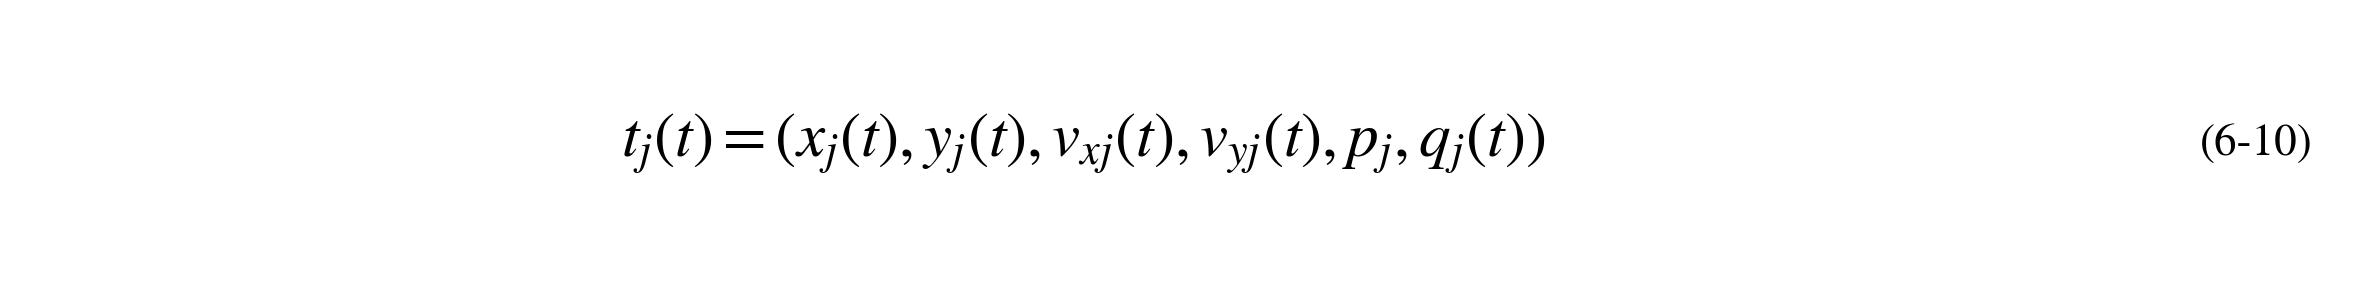 t_j(t) = (x_j(t), y_j(t), v_{xj}(t), v_{yj}(t), p_j, q_j(t)) (6-10)